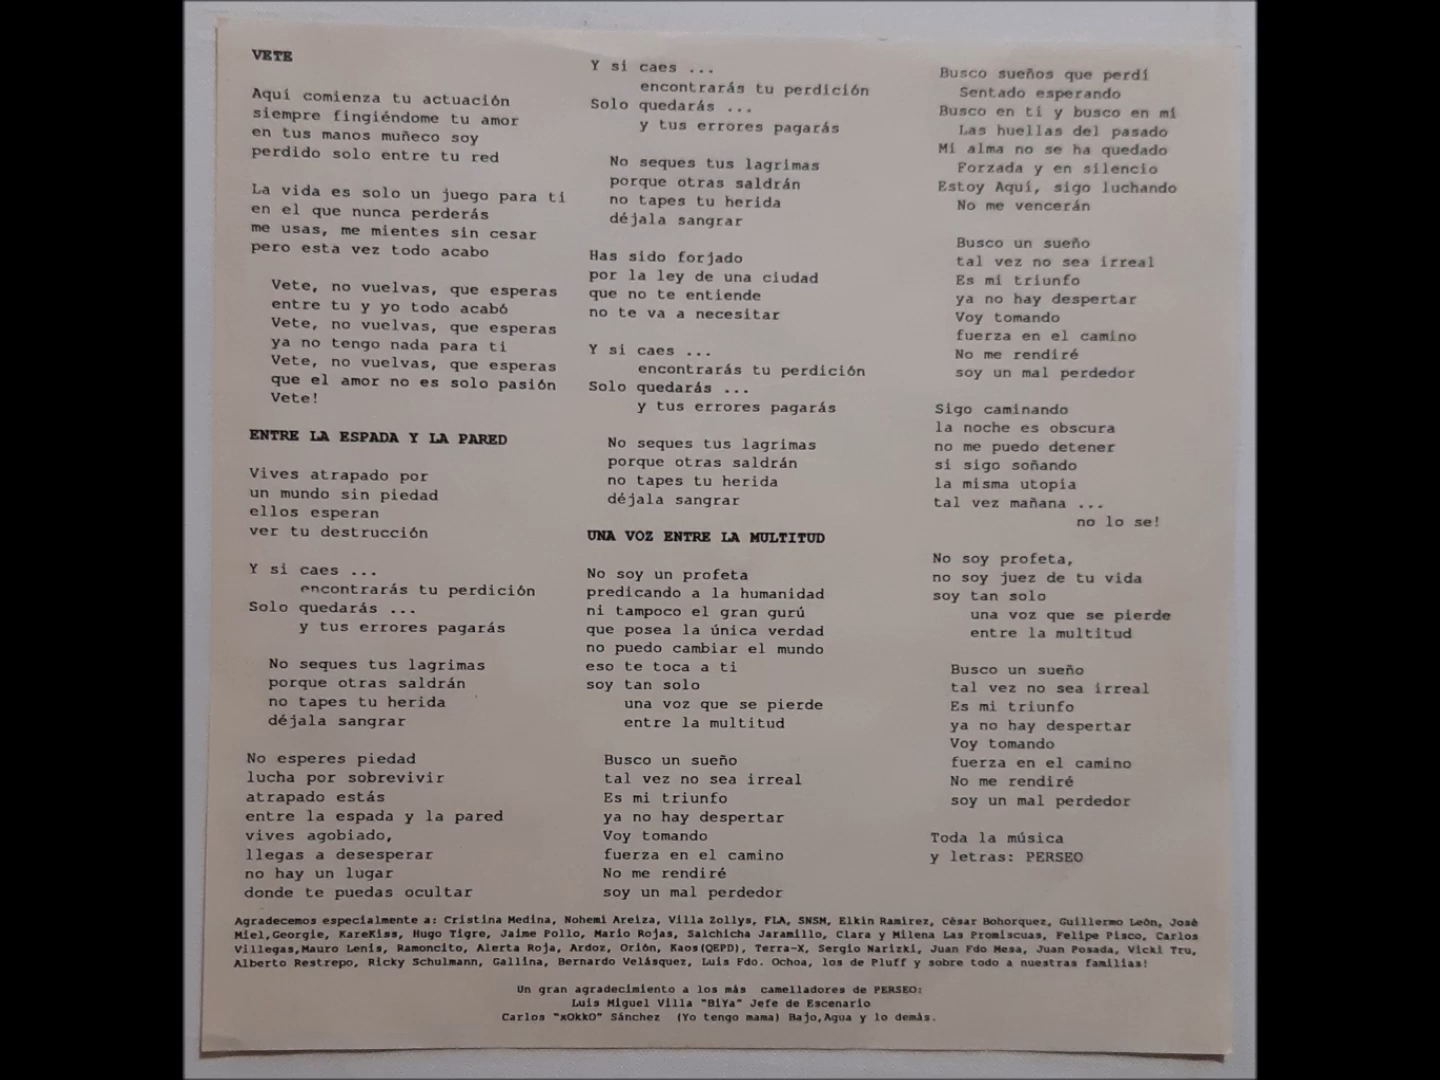 VETE
Aquí comienza tu actuación
siempre fingiéndome tu amor
en tus manos muñeco soy
perdido solo entre tu red
La vida es solo un juego para ti
en el que nunca perderás
me usas, me mientes sin cesar
pero esta vez todo acabo
Vete, no vuelvas, que esperas
entre tu y yo todo acabó
Vete, no vuelvas, que esperas
ya no tengo nada para ti
Vete, no vuelvas, que esperas
que el amor no es solo pasión
Vete!
ENTRE LA ESPADA Y LA PARED
Vives atrapado por
un mundo sin piedad
ellos esperan
ver tu destrucción
Y si caes ...
encontrarás tu perdición
Solo quedarás ...
y tus errores pagarás
No seques tus lagrimas
porque otras saldrán
no tapes tu herida
déjala sangrar
No esperes piedad
lucha por sobrevivir
atrapado estás
entre la espada y la pared
vives agobiado,
llegas a desesperar
no hay un lugar
donde te puedas ocultar
Y si caes ...
encontrarás tu perdición
Solo quedarás ...
y tus errores pagarás
No seques tus lagrimas
porque otras saldrán
no tapes tu herida
déjala sangrar
Has sido forjado
por la ley de una ciudad
que no te entiende
no te va a necesitar
Y si caes ...
encontrarás tu perdición
Solo quedarás ...
y tus errores pagarás
No seques tus lagrimas
porque otras saldrán
no tapes tu herida
déjala sangrar
UNA VOZ ENTRE LA MULTITUD
No soy un profeta
predicando a la humanidad
ni tampoco el gran gurú
que posea la única verdad
no puedo cambiar el mundo
eso te toca a ti
soy tan solo
una voz que se pierde
entre la multitud
Busco un sueño
tal vez no sea irreal
Es mi triunfo
ya no hay despertar
Voy tomando
fuerza en el camino
No me rendiré
soy un mal perdedor
Busco sueños que perdí
Sentado esperando
Busco en ti y busco en mi
Las huellas del pasado
Mi alma no se ha quedado
Forzada y en silencio
Estoy Aquí, sigo luchando
No me vencerán
Busco un sueño
tal vez no sea irreal
Es mi triunfo
ya no hay despertar
Voy tomando
fuerza en el camino
No me rendiré
soy un mal perdedor
Sigo caminando
la noche es obscura
no me puedo detener
si sigo soñando
la misma utopía
tal vez mañana ...
no lo se!
No soy profeta,
no soy juez de tu vida
soy tan solo
una voz que se pierde
entre la multitud
Busco un sueño
tal vez no sea irreal
Es mi triunfo
ya no hay despertar
Voy tomando
fuerza en el camino
No me rendiré
soy un mal perdedor
Toda la música
y letras: PERSEO
Agradecemos especialmente a: Cristina Medina, Nohemi Areiza, Villa Zollys, FLA, SNSM, Elkin Ramírez, César Bohorquez, Guillermo León, José
Miel,Georgie, KareKiss, Hugo Tigre, Jaime Pollo, Mario Rojas, Salchicha Jaramillo, Clara y Milena Las Promiscuas, Felipe Pisco, Carlos
Villegas,Mauro Lenis, Ramoncito, Alerta Roja, Ardoz, Orión, Kaos(QEPD), Terra-X, Sergio Narizki, Juan Fdo Mesa, Juan Posada, Vicki Tru,
Alberto Restrepo, Ricky Schulmann, Gallina, Bernardo Velásquez, Luis Fdo. Ochoa, los de Pluff y sobre todo a nuestras familias!
Un gran agradecimiento a los más camelladores de PERSEO:
Luis Miguel Villa "BiYa" Jefe de Escenario
Carlos "xOkkO" Sánchez (Yo tengo mama) Bajo,Agua y lo demás.